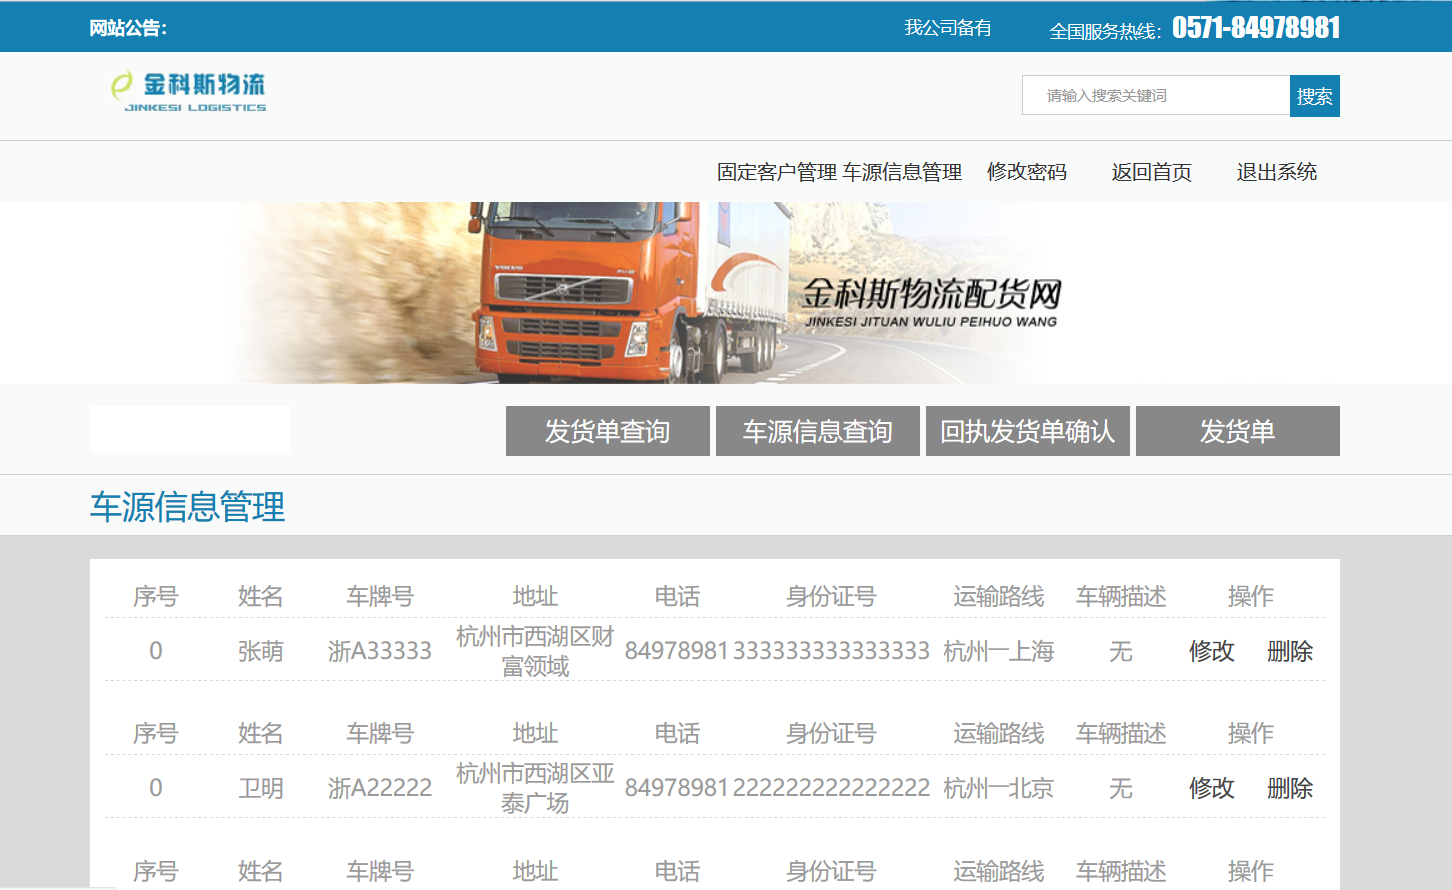 网站公告：
我公司备有
全国服务热线：0571-84978981
金科斯物流
JINKESI LOGISTICS
请输入搜索关键词
搜索
固定客户管理 车源信息管理 修改密码 返回首页 退出系统
VOLVO
金科斯物流配货网
JINKESI JITUAN WULIU PEIHUO WANG
发货单查询 车源信息查询 回执发货单确认 发货单
车源信息管理
序号 姓名 车牌号 地址 电话 身份证号 运输路线 车辆描述 操作
0 张萌 浙A33333 杭州市西湖区财富领域 84978981 333333333333333 杭州一上海 无 修改 删除
序号 姓名 车牌号 地址 电话 身份证号 运输路线 车辆描述 操作
0 卫明 浙A22222 杭州市西湖区亚泰广场 84978981 222222222222222 杭州一北京 无 修改 删除
序号 姓名 车牌号 地址 电话 身份证号 运输路线 车辆描述 操作